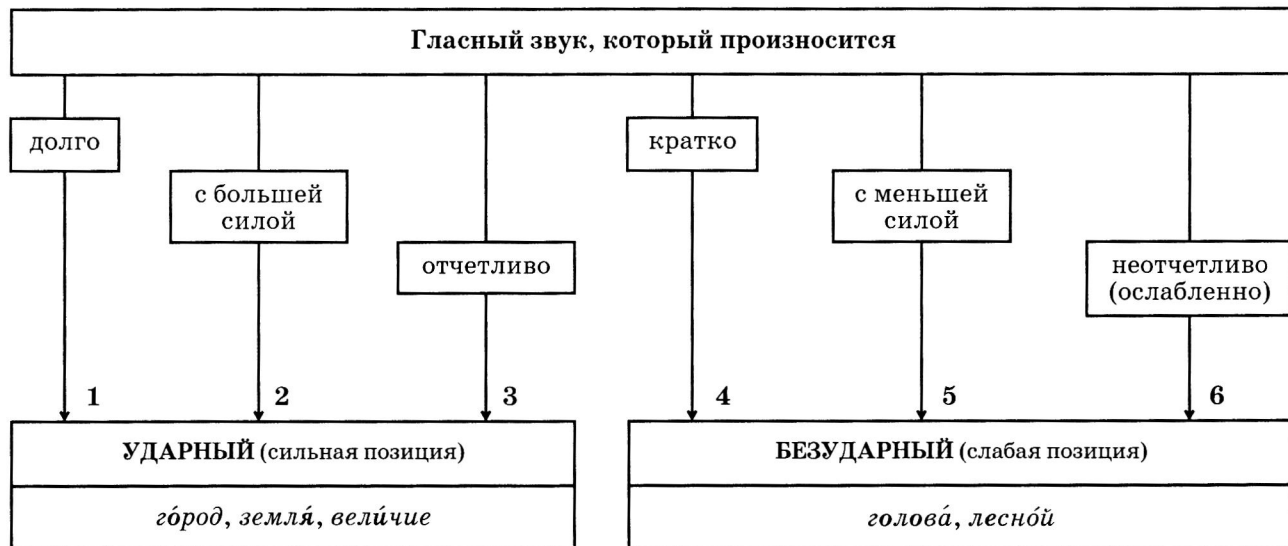 Гласный звук, который произносится
долго
кратко
с большей
силой
с меньшей
силой
отчетливо
неотчетливо
(ослабленно)
1 2 3 4 5 6
УДАРНЫЙ (сильная позиция)
БЕЗУДАРНЫЙ (слабая позиция)
го́род, земля́, вели́чие
голова́, лесно́й